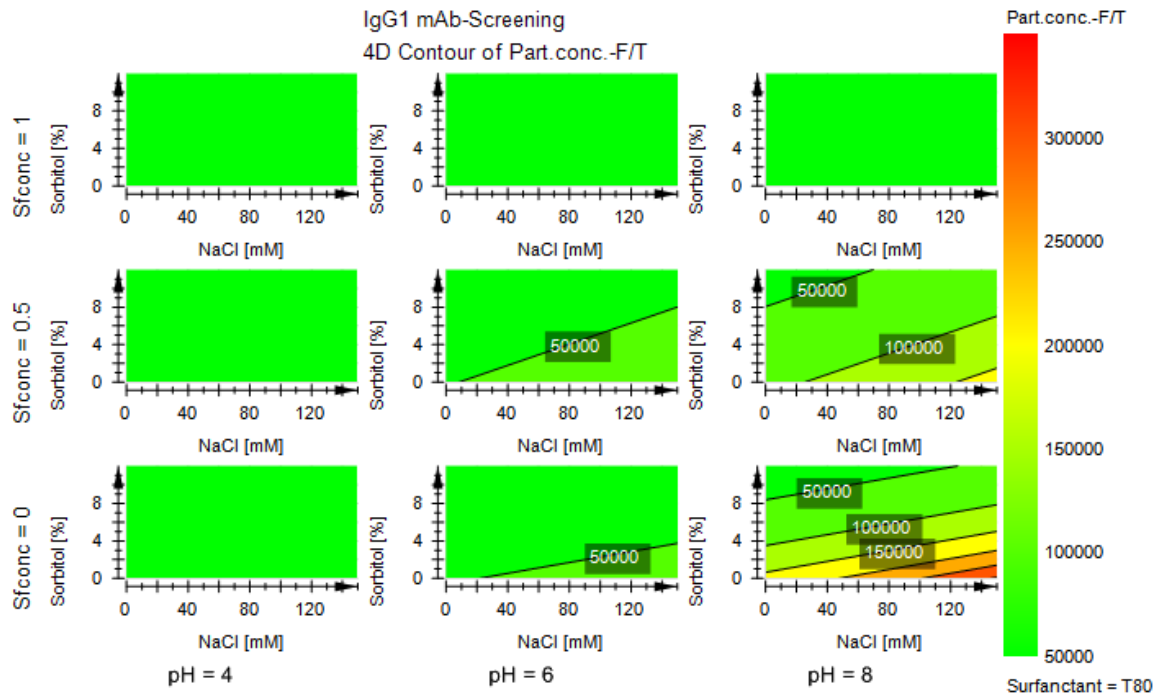 IgG1 mAb-Screening
4D Contour of Part.conc.-F/T
Part.conc.-F/T
Sfconc = 1
Sorbitol [%]
8
4
0
0 40 80 120
NaCl [mM]
Sorbitol [%]
8
4
0
0 40 80 120
NaCl [mM]
Sorbitol [%]
8
4
0
0 40 80 120
NaCl [mM]
Sfconc = 0.5
Sorbitol [%]
8
4
0
0 40 80 120
NaCl [mM]
Sorbitol [%]
8
4
0
50000
0 40 80 120
NaCl [mM]
Sorbitol [%]
8
4
0
50000
100000
0 40 80 120
NaCl [mM]
Sfconc = 0
Sorbitol [%]
8
4
0
0 40 80 120
NaCl [mM]
Sorbitol [%]
8
4
0
50000
0 40 80 120
NaCl [mM]
Sorbitol [%]
8
4
0
50000
100000
150000
0 40 80 120
NaCl [mM]
pH = 4
pH = 6
pH = 8
300000
250000
200000
150000
100000
50000
Surfanctant = T80